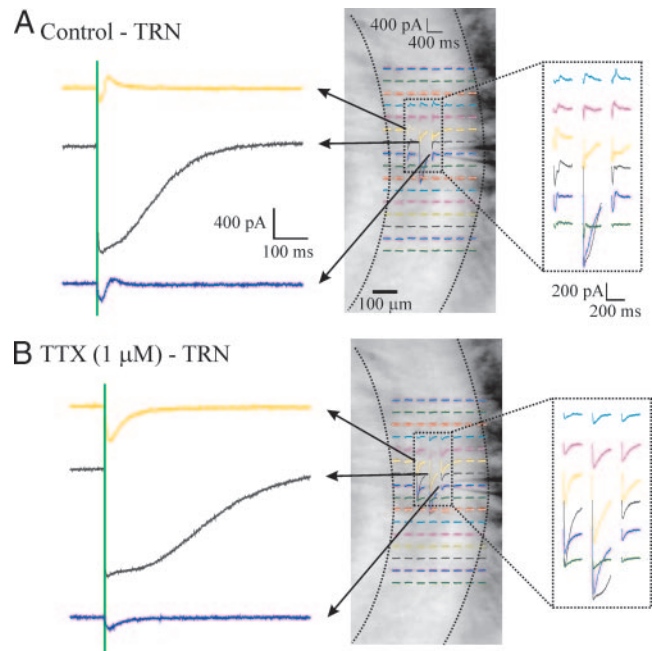 A Control - TRN
400 pA
400 ms
400 pA
100 ms
100 μm
200 pA
200 ms
B TTX (1 μM) - TRN